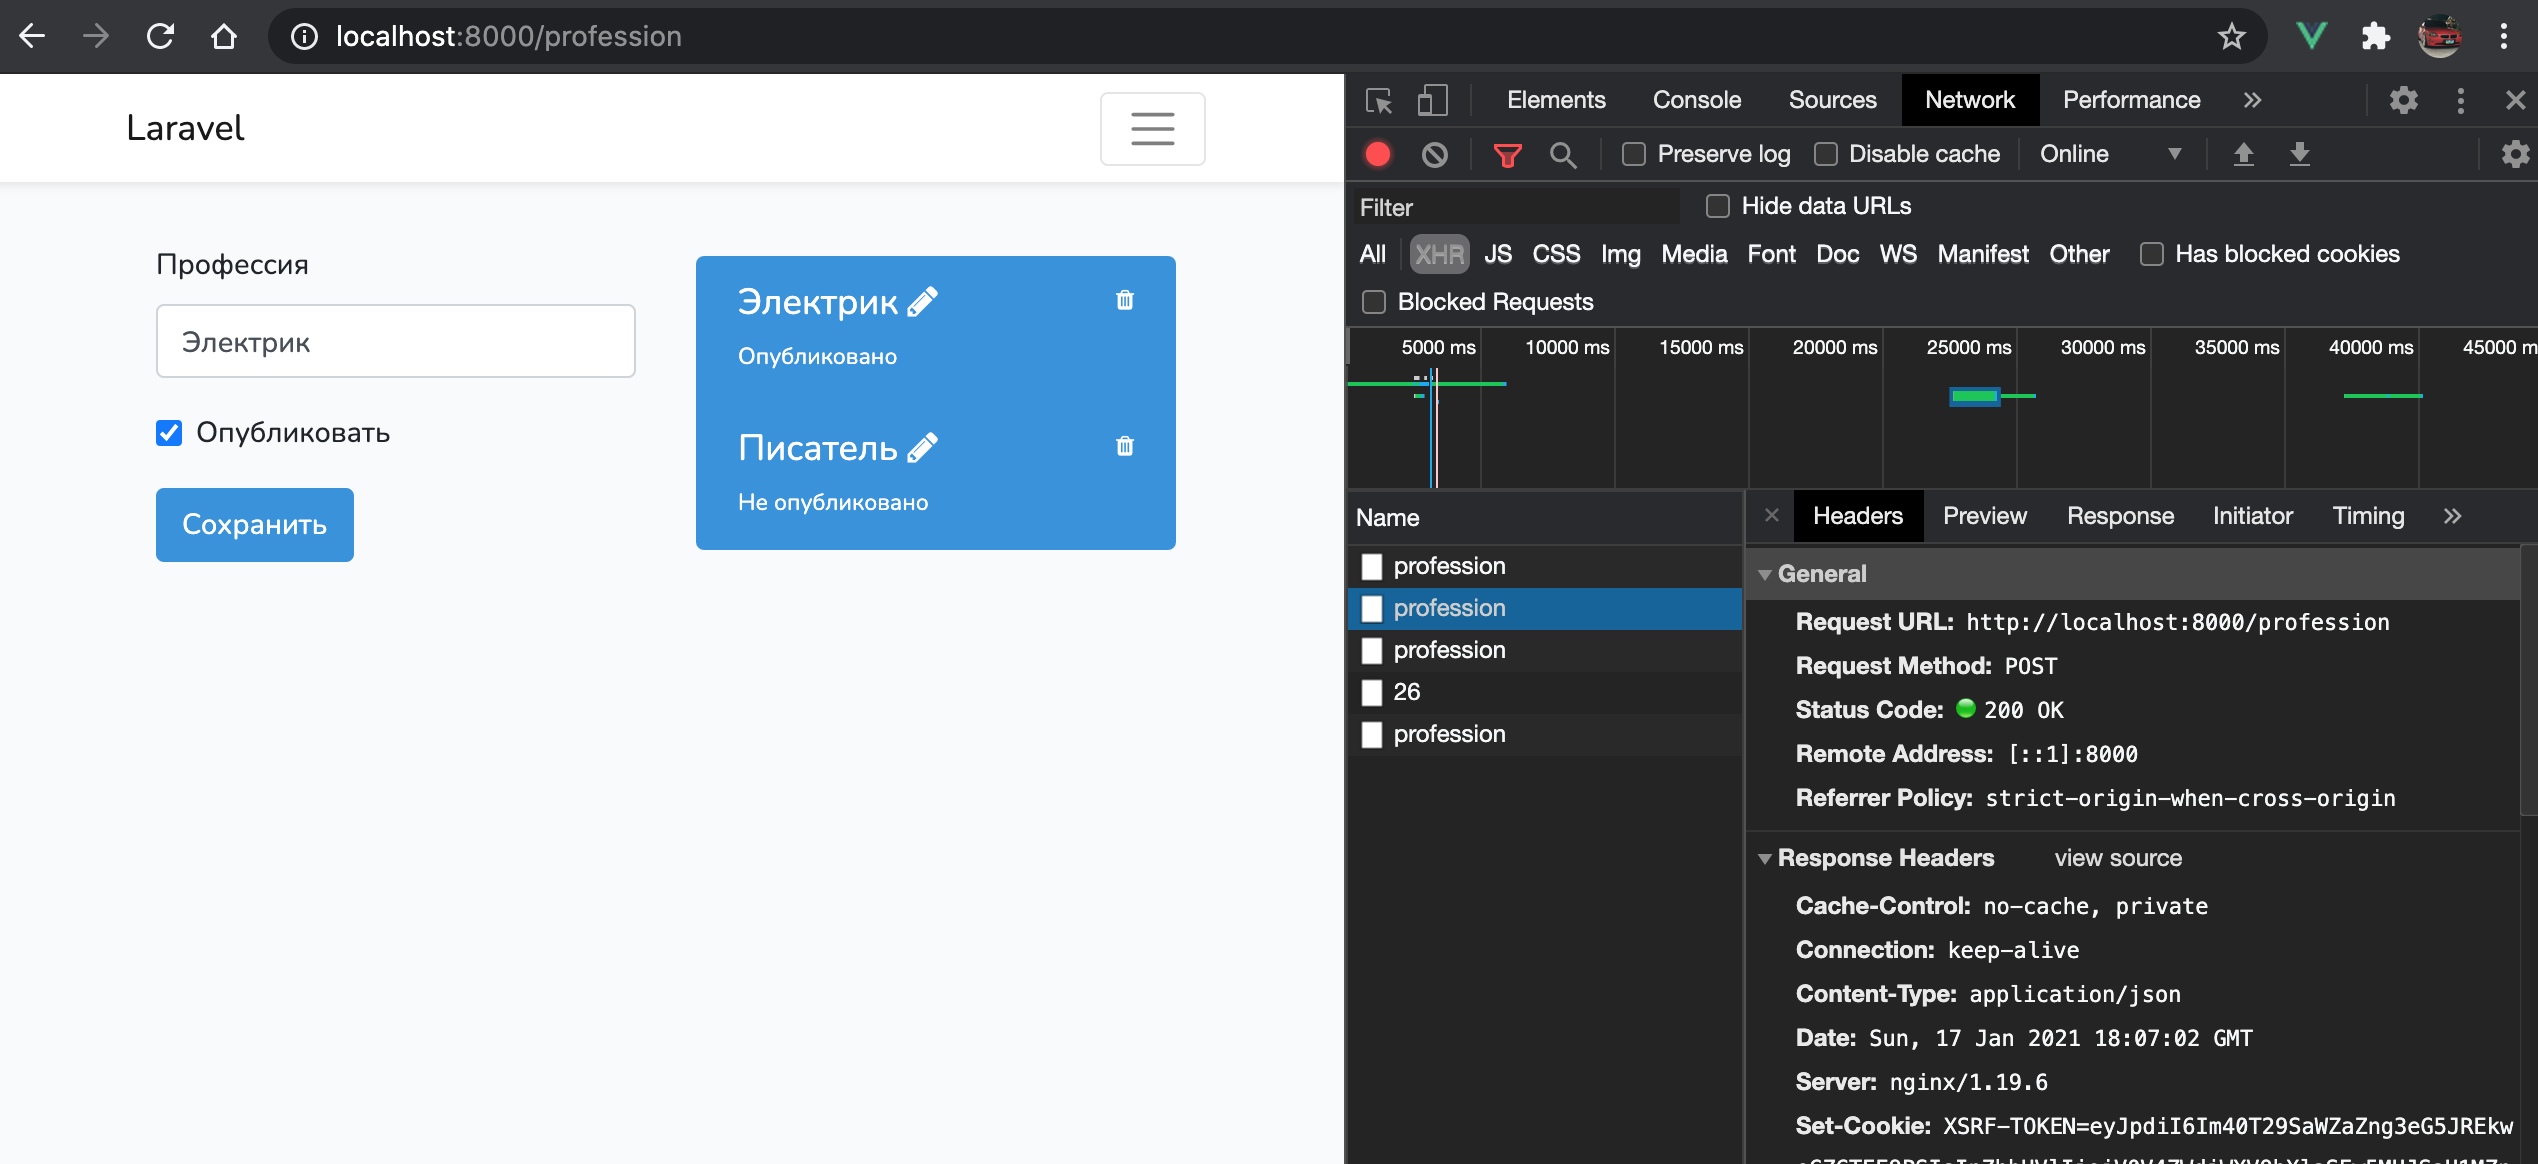 localhost:8000/profession
Laravel
Профессия
Электрик
Опубликовать
Сохранить
Электрик
Опубликовано
Писатель
Не опубликовано
Elements Console Sources Network Performance »
Preserve log Disable cache Online
Filter Hide data URLs
All XHR JS CSS Img Media Font Doc WS Manifest Other Has blocked cookies
Blocked Requests
5000 ms 10000 ms 15000 ms 20000 ms 25000 ms 30000 ms 35000 ms 40000 ms 45000 m
Name
profession
profession
profession
26
profession
Headers Preview Response Initiator Timing »
General
Request URL: http://localhost:8000/profession
Request Method: POST
Status Code: 200 OK
Remote Address: [::1]:8000
Referrer Policy: strict-origin-when-cross-origin
Response Headers view source
Cache-Control: no-cache, private
Connection: keep-alive
Content-Type: application/json
Date: Sun, 17 Jan 2021 18:07:02 GMT
Server: nginx/1.19.6
Set-Cookie: XSRF-TOKEN=eyJpdiI6Im40T29SaWZaZng3eG5JREkw